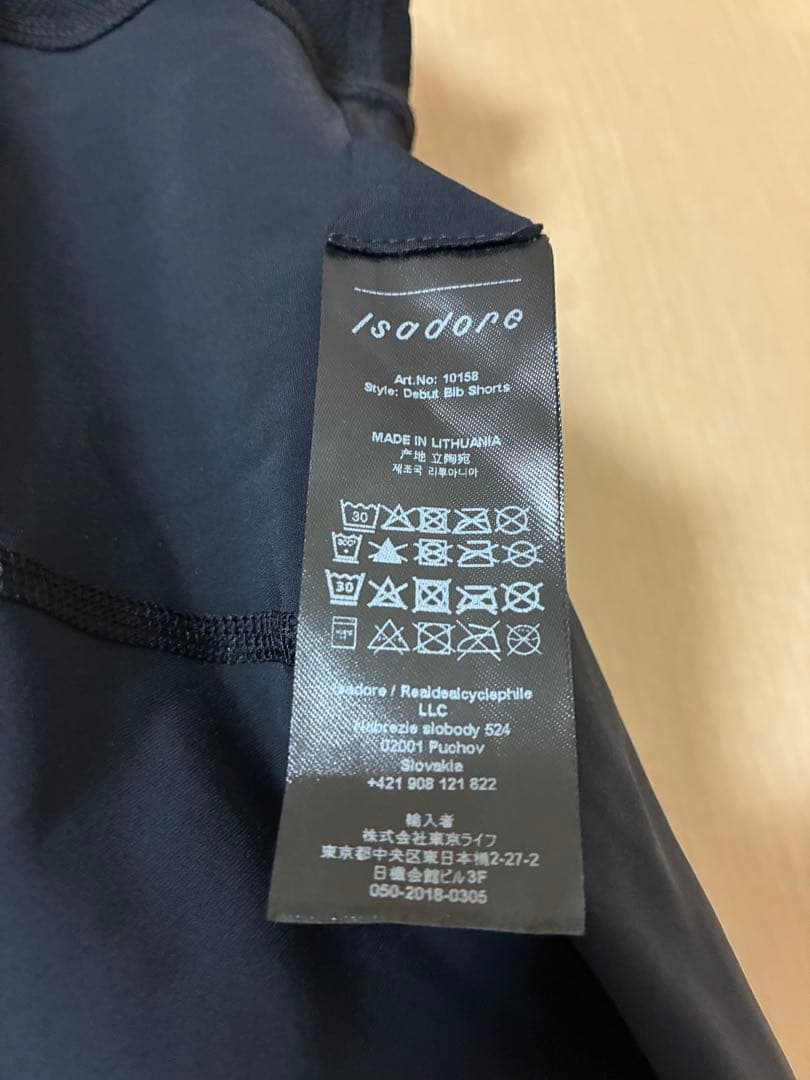 Isadore
Art.No: 10158
Style: Debut Bib Shorts
MADE IN LITHUANIA
产地 立陶宛
제조국 리투아니아
30
30
Isadore / Realdealcyclephile
LLC
Nabrezie slobody 524
02001 Puchov
Slovakia
+421 908 121 822
輸入者
株式会社東京ライフ
東京都中央区東日本橋2-27-2
日橦会館ビル3F
050-2018-0305